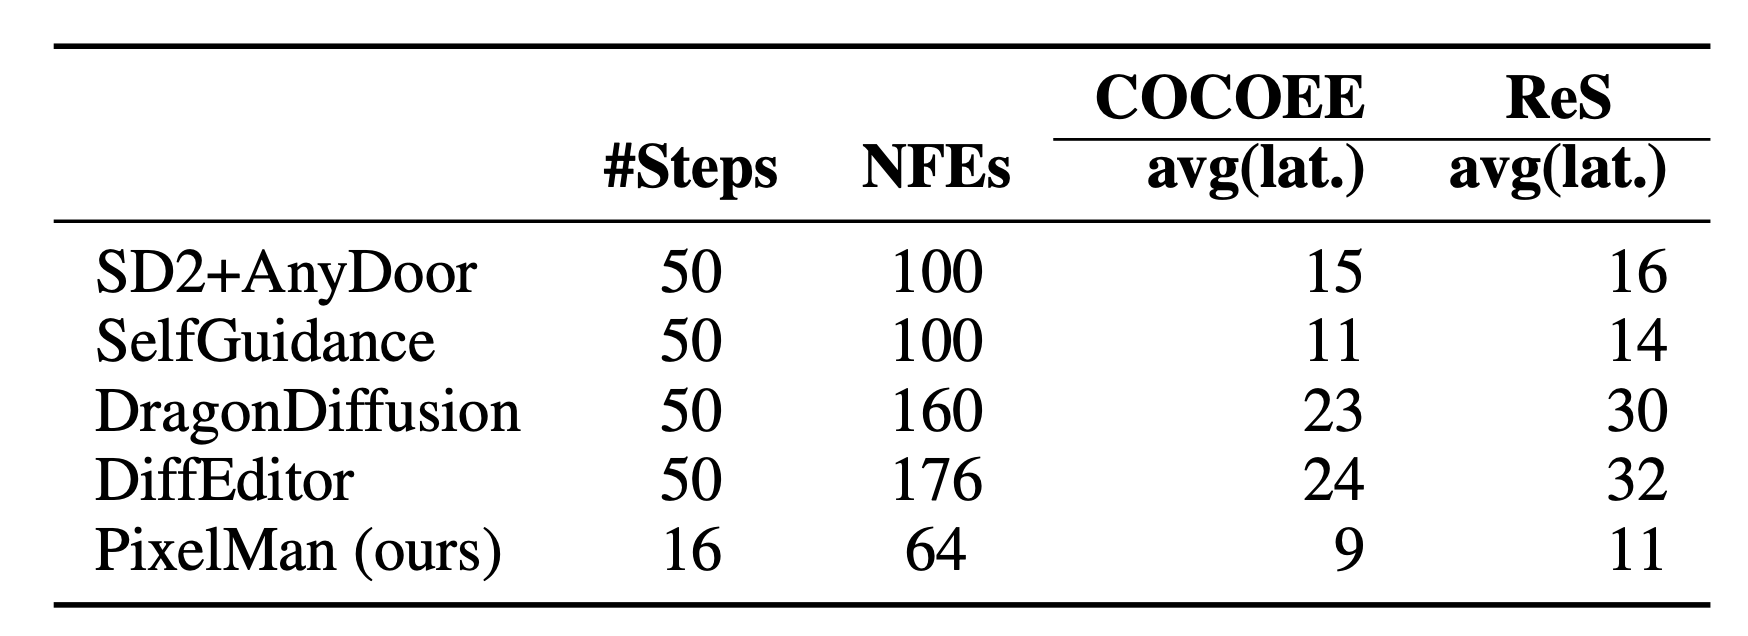 COCOEE ReS
#Steps NFEs avg(lat.) avg(lat.)
SD2+AnyDoor 50 100 15 16
SelfGuidance 50 100 11 14
DragonDiffusion 50 160 23 30
DiffEditor 50 176 24 32
PixelMan (ours) 16 64 9 11